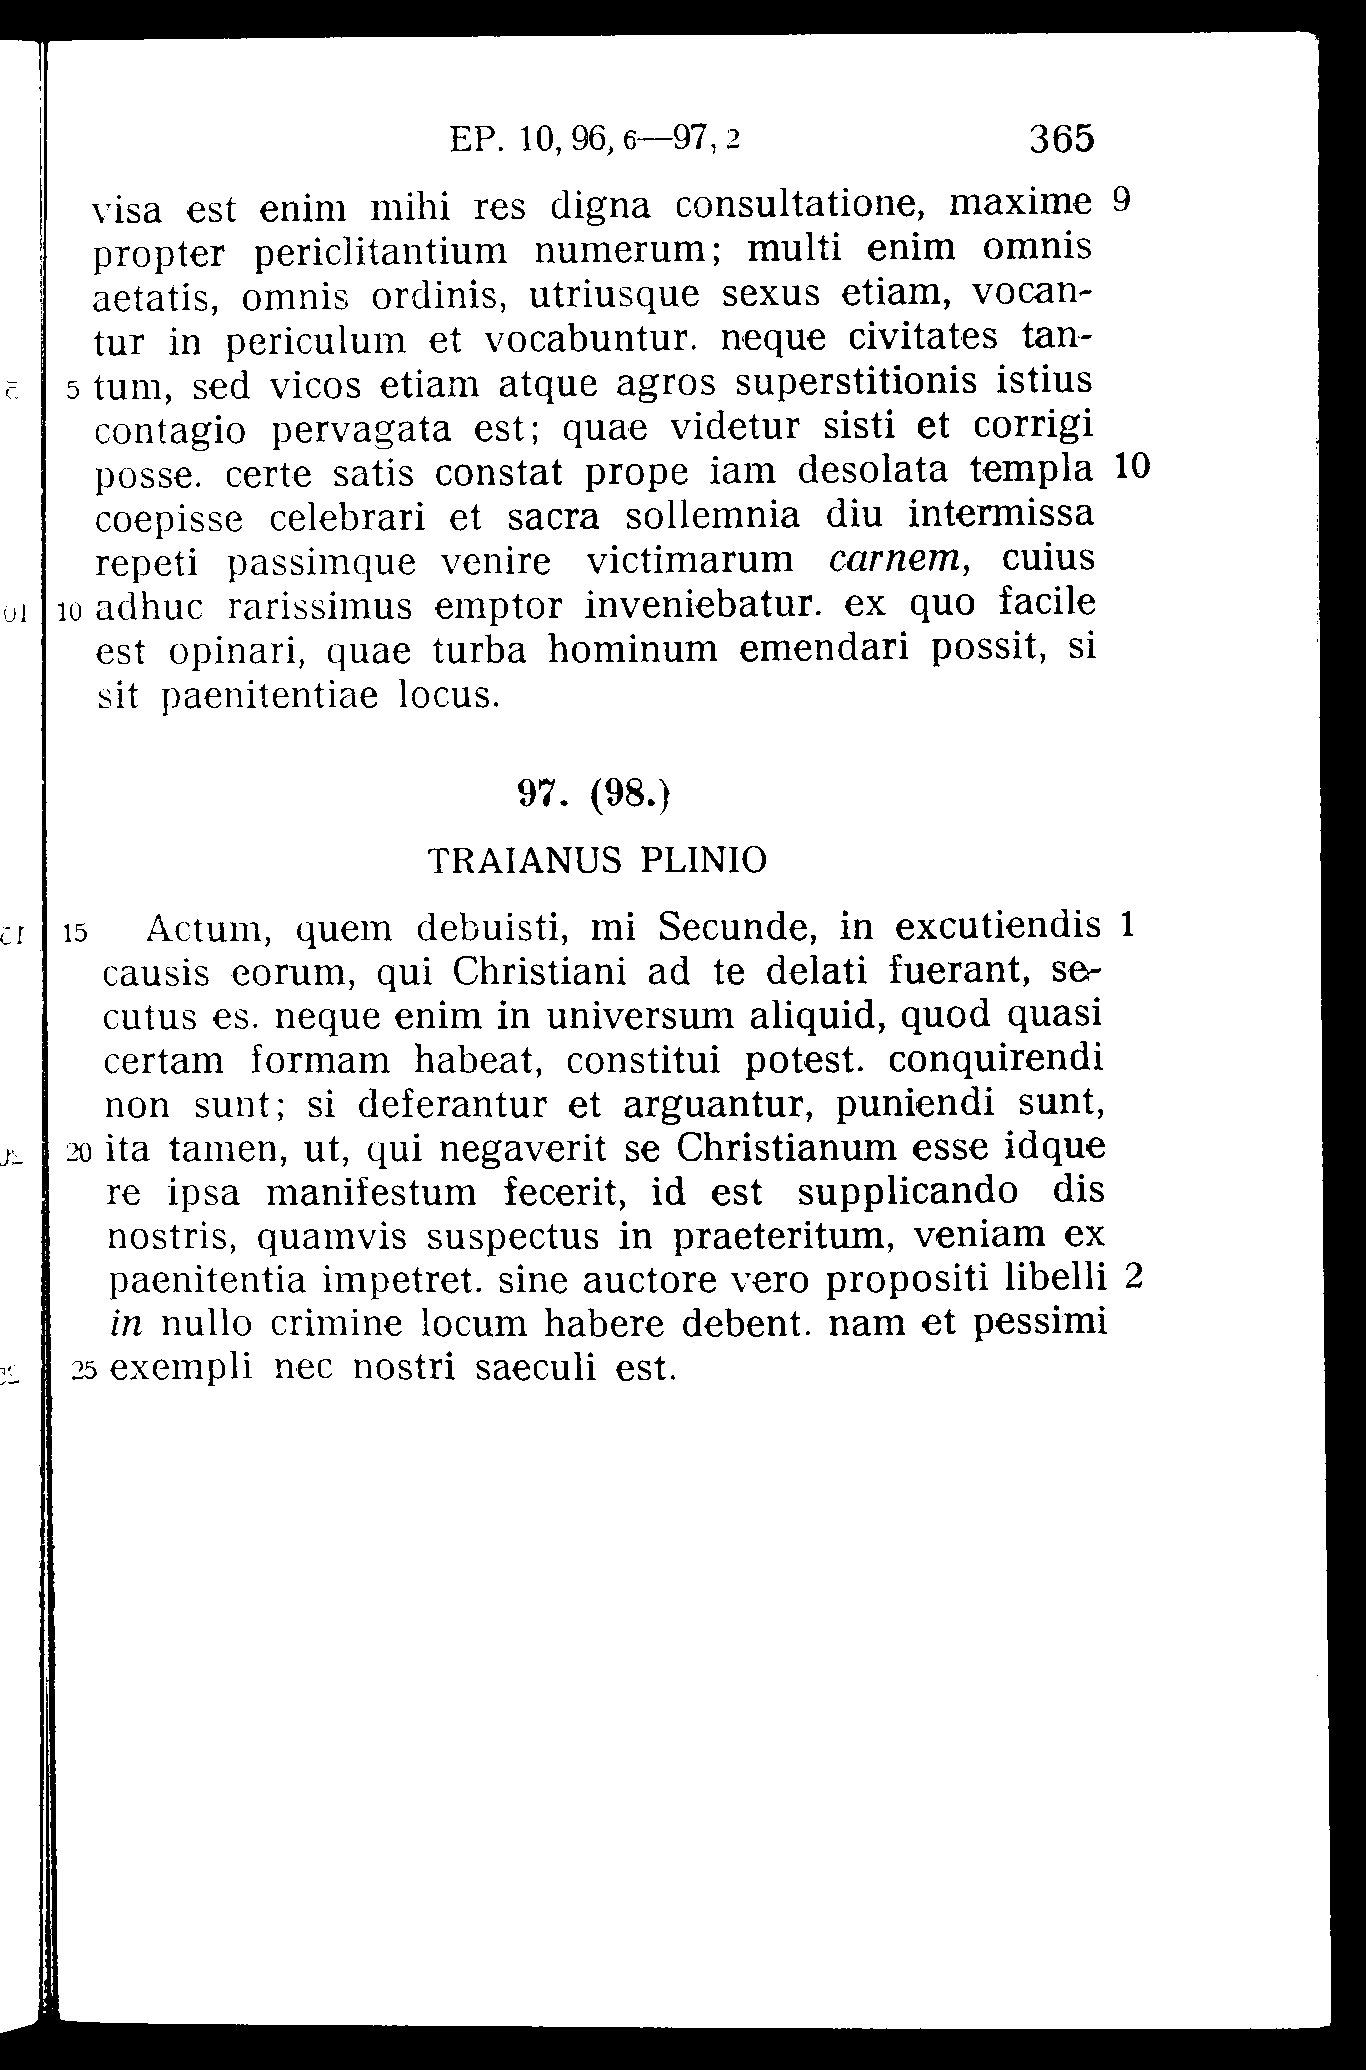 EP. 10, 96, 6—97, 2 365
visa est enim mihi res digna consultatione, maxime 9
propter periclitantium numerum; multi enim omnis
aetatis, omnis ordinis, utriusque sexus etiam, vocan-
tur in periculum et vocabuntur. neque civitates tan-
5 tum, sed vicos etiam atque agros superstitionis istius
contagio pervagata est; quae videtur sisti et corrigi
posse. certe satis constat prope iam desolata templa 10
coepisse celebrari et sacra sollemnia diu intermissa
repeti passimque venire victimarum carnem, cuius
10 adhuc rarissimus emptor inveniebatur. ex quo facile
est opinari, quae turba hominum emendari possit, si
sit paenitentiae locus.
97. (98.)
TRAIANUS PLINIO
15 Actum, quem debuisti, mi Secunde, in excutiendis 1
causis eorum, qui Christiani ad te delati fuerant, se-
cutus es. neque enim in universum aliquid, quod quasi
certam formam habeat, constitui potest. conquirendi
non sunt; si deferantur et arguantur, puniendi sunt,
20 ita tamen, ut, qui negaverit se Christianum esse idque
re ipsa manifestum fecerit, id est supplicando dis
nostris, quamvis suspectus in praeteritum, veniam ex
paenitentia impetret. sine auctore vero propositi libelli 2
in nullo crimine locum habere debent. nam et pessimi
25 exempli nec nostri saeculi est.